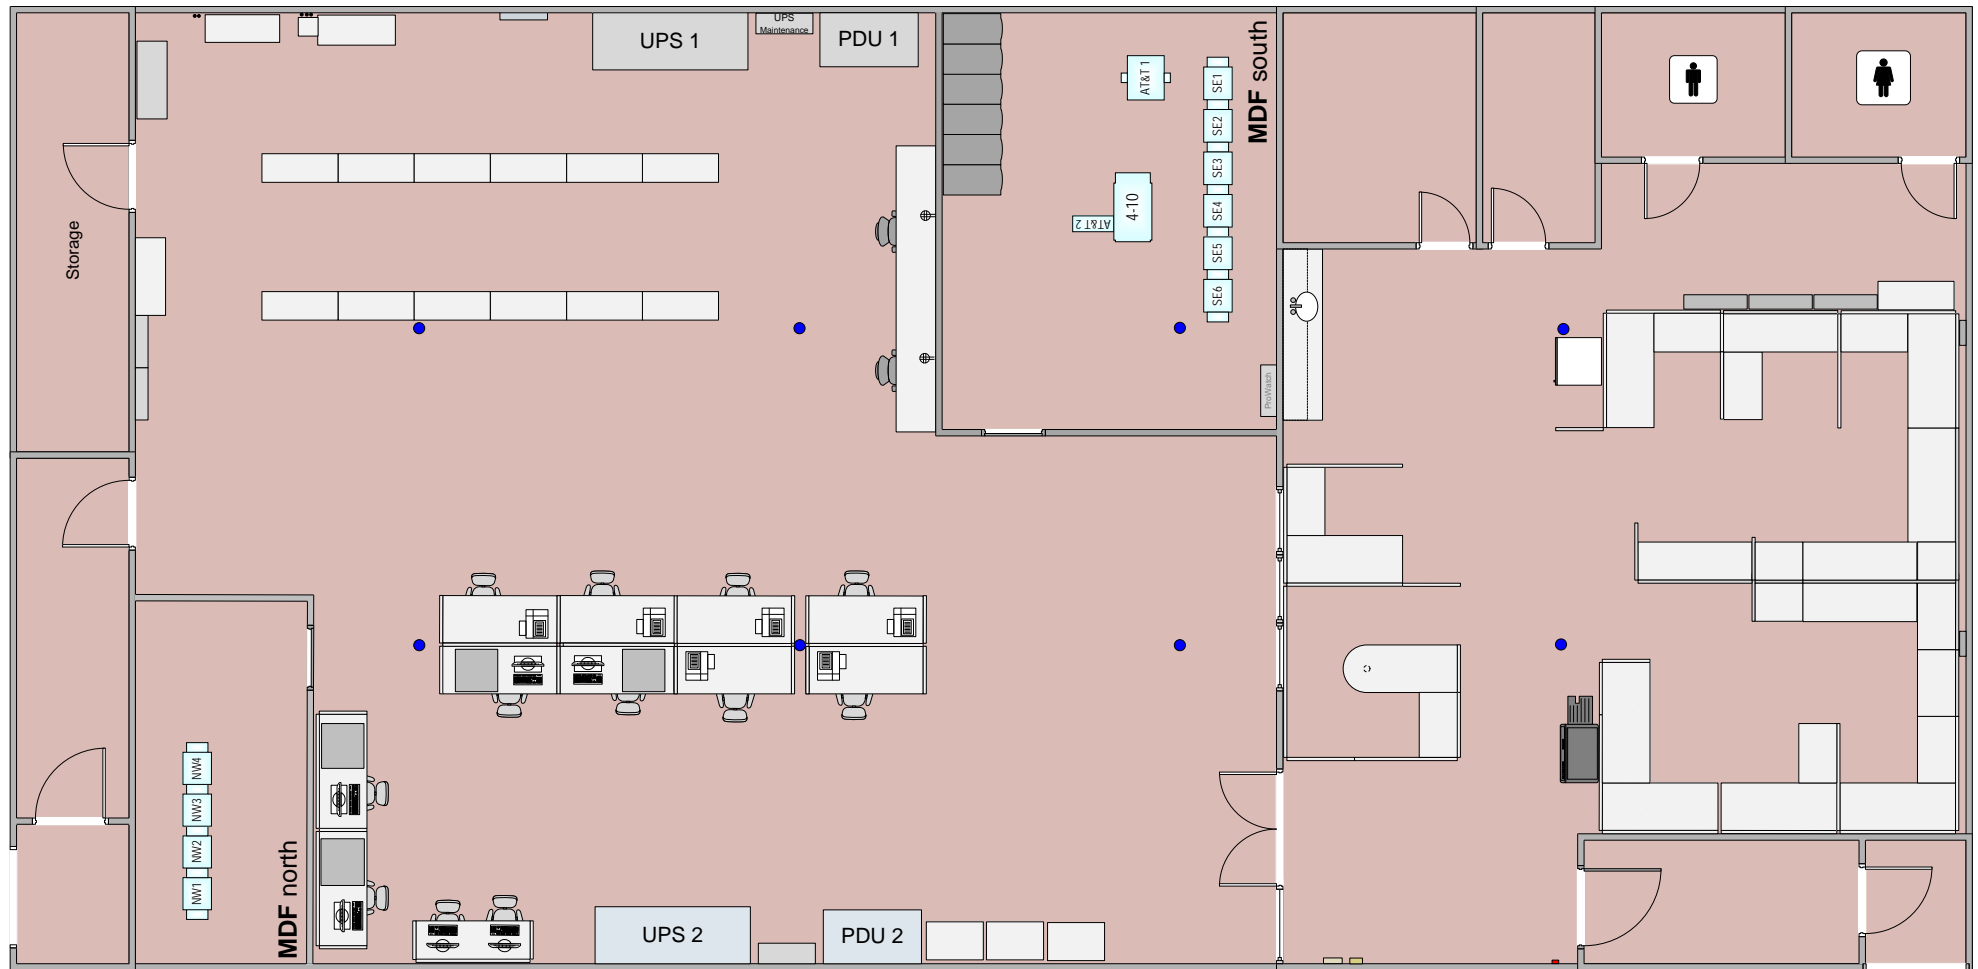 UPS 1
UPS
Maintenance
PDU 1
AT&T 1
SE1
SE2
SE3
SE4
SE5
SE6
MDF south
4-10
AT&T 2
Storage
ProWatch
NW4
NW3
NW2
NW1
MDF north
UPS 2
PDU 2